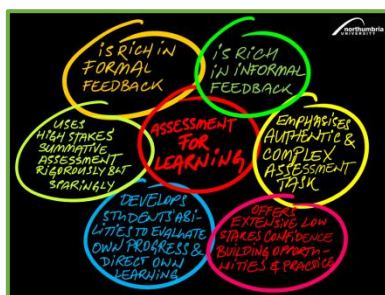 northumbria
UNIVERSITY
IS RICH IN
FORMAL
FEEDBACK
IS RICH
IN INFORMAL
FEEDBACK
USES
HIGH STAKES
SUMMATIVE
ASSESSMENT
RIGOROUSLY BUT
SPARINGLY
ASSESSMENT
FOR
LEARNING
EMPHASISES
AUTHENTIC &
COMPLEX
ASSESSMENT
TASK
DEVELOPS
STUDENTS' ABI-
LITIES TO EVALUATE
OWN PROGRESS &
DIRECT OWN
LEARNING
OFFERS
EXTENSIVE LOW
STAKES CONFIDENCE
BUILDING OPPORTU-
NITIES & PRACTICE